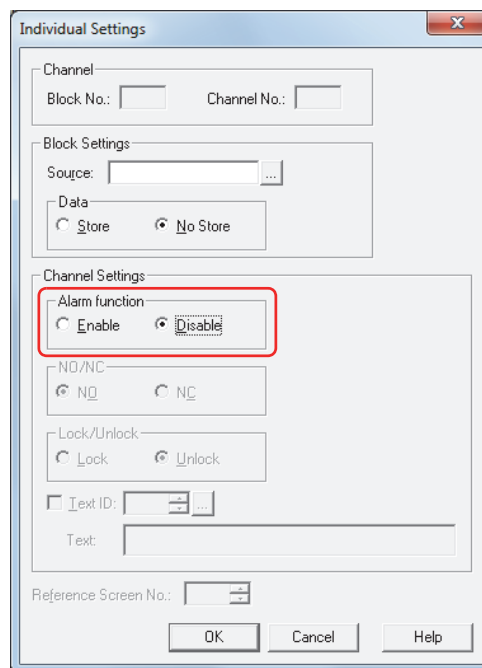 Individual Settings
Channel
Block No.: Channel No.:
Block Settings
Source: ...
Data
Store No Store
Channel Settings
Alarm function
Enable Disable
NO/NC
NO NC
Lock/Unlock
Lock Unlock
Text ID: ...
Text:
Reference Screen No.:
OK Cancel Help